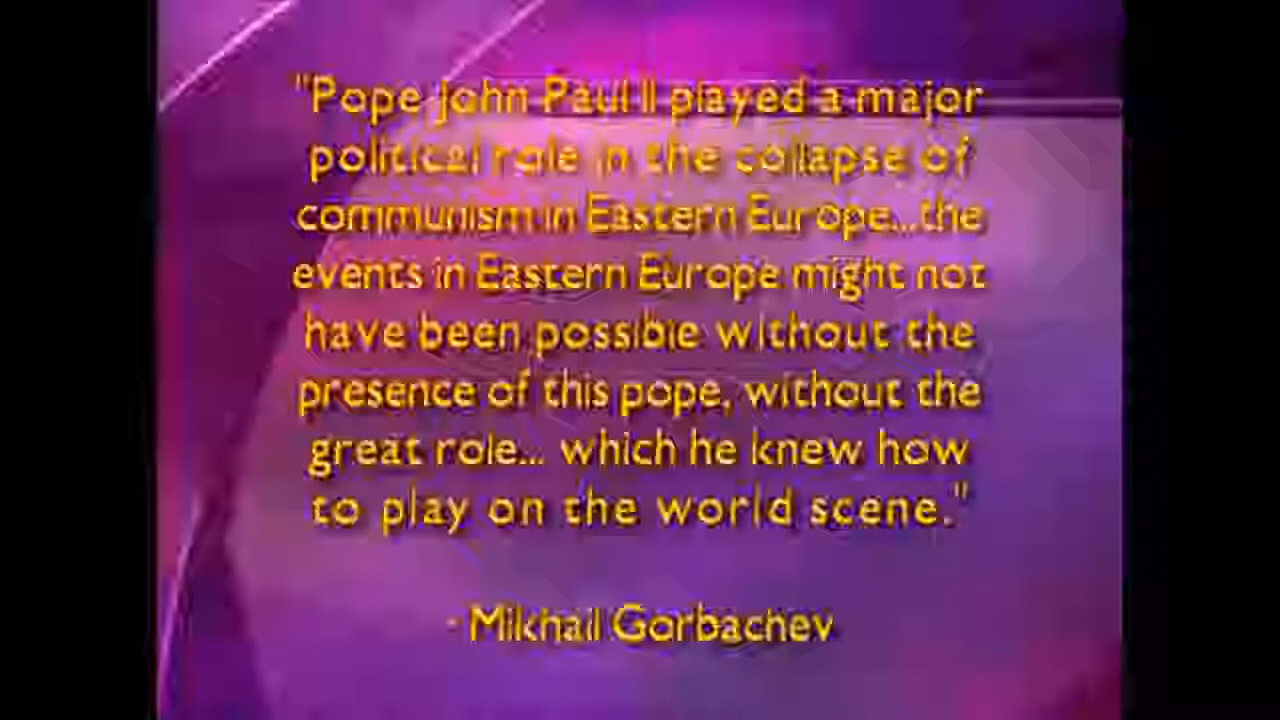 "Pope John Paul II played a major
political role in the collapse of
communism in Eastern Europe...the
events in Eastern Europe might not
have been possible without the
presence of this pope, without the
great role... which he knew how
to play on the world scene."
- Mikhail Gorbachev